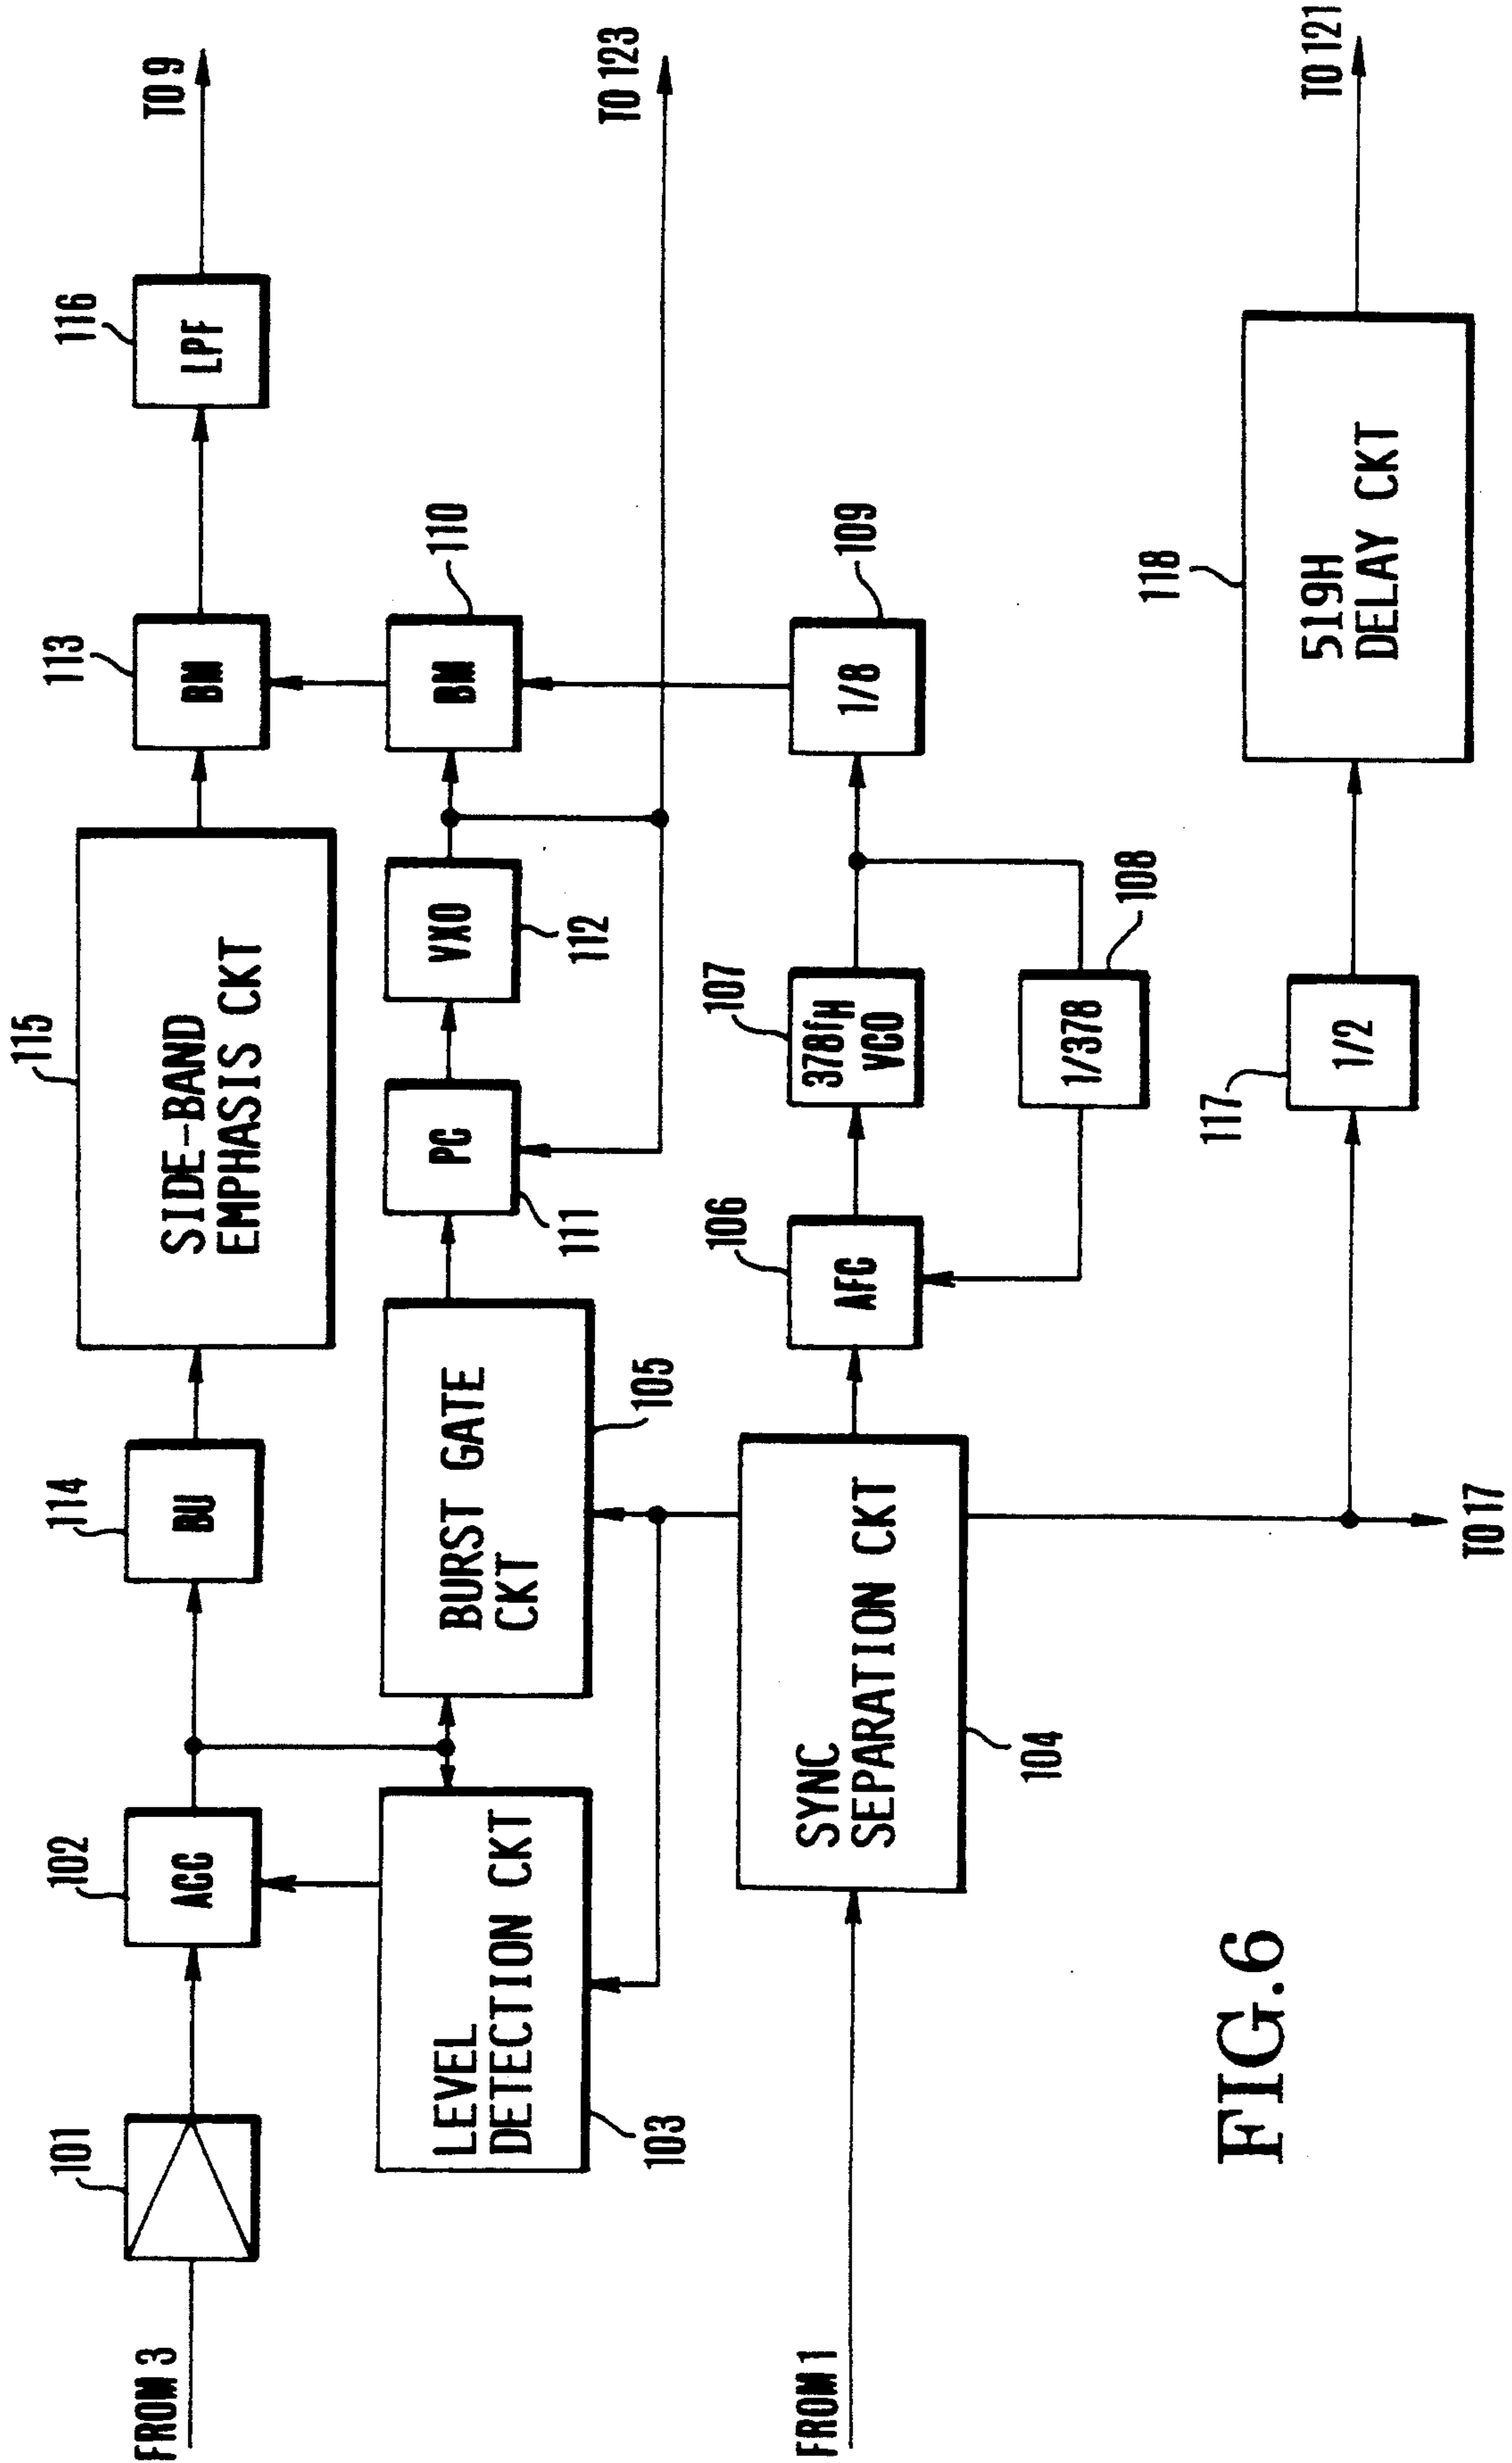 FROM 3
101
102
ACC
114
BU
115
SIDE-BAND
EMPHASIS CKT
113
BM
116
LPF
TO 9
LEVEL
DETECTION CKT
103
BURST GATE
CKT
105
PC
111
VXO
112
BM
110
TO 123
FROM 1
SYNC
SEPARATION CKT
104
106
AFC
107
378fH
VCO
1/378
108
1/8
109
TO 17
117
1/2
118
519H
DELAY CKT
TO 121
FIG.6